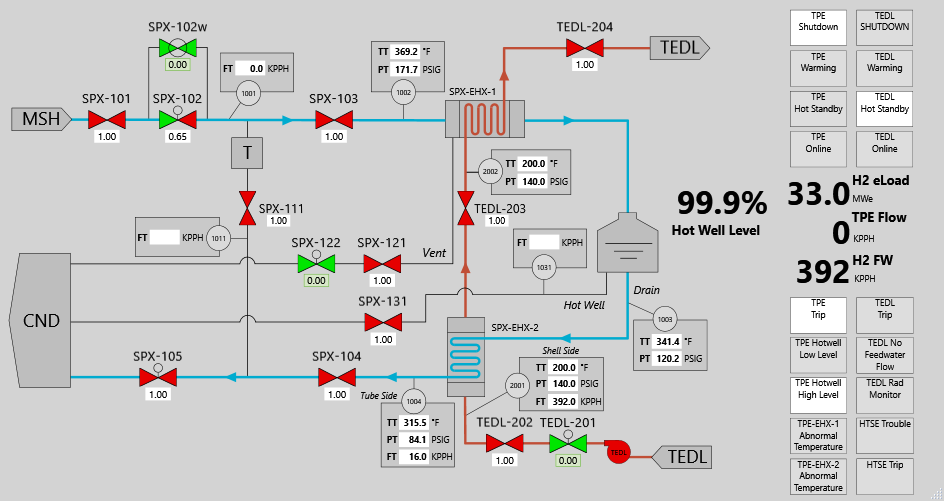 SPX-102w
0.00
TEDL-204
1.00
TEDL
FT 0.0 KPPH
1001
TT 369.2 °F
PT 171.7 PSIG
1002
MSH
SPX-101
1.00
SPX-102
0.65
SPX-103
1.00
SPX-EHX-1
T
TT 200.0 °F
PT 140.0 PSIG
2002
TEDL-203
1.00
SPX-111
1.00
FT KPPH
1011
SPX-122
0.00
SPX-121
1.00
Vent
FT KPPH
1031
99.9%
Hot Well Level
CND
SPX-131
1.00
Hot Well
Drain
1003
TT 341.4 °F
PT 120.2 PSIG
SPX-EHX-2
Shell Side
TT 200.0 °F
PT 140.0 PSIG
FT 392.0 KPPH
2001
SPX-105
1.00
SPX-104
1.00
Tube Side
1004
TT 315.5 °F
PT 84.1 PSIG
FT 16.0 KPPH
TEDL-202
1.00
TEDL-201
0.00
TEDL
TEDL
TPE
Shutdown
TEDL
SHUTDOWN
TPE
Warming
TEDL
Warming
TPE
Hot Standby
TEDL
Hot Standby
TPE
Online
TEDL
Online
33.0 H2 eLoad
MWe
0 TPE Flow
KPPH
392 H2 FW
KPPH
TPE
Trip
TEDL
Trip
TPE Hotwell
Low Level
TEDL No
Feedwater
Flow
TPE Hotwell
High Level
TEDL Rad
Monitor
TPE-EHX-1
Abnormal
Temperature
HTSE Trouble
TPE-EHX-2
Abnormal
Temperature
HTSE Trip